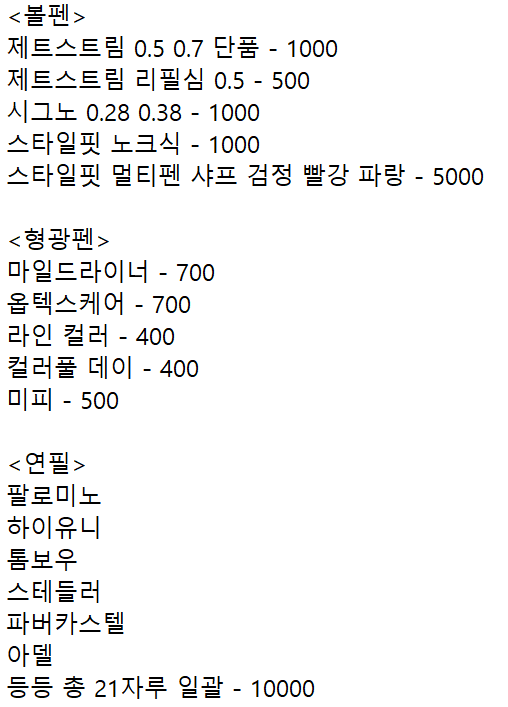 <볼펜>
제트스트림 0.5 0.7 단품 - 1000
제트스트림 리필심 0.5 - 500
시그노 0.28 0.38 - 1000
스타일핏 노크식 - 1000
스타일핏 멀티펜 샤프 검정 빨강 파랑 - 5000

<형광펜>
마일드라이너 - 700
옵텍스케어 - 700
라인 컬러 - 400
컬러풀 데이 - 400
미피 - 500

<연필>
팔로미노
하이유니
톰보우
스테들러
파버카스텔
아델
등등 총 21자루 일괄 - 10000